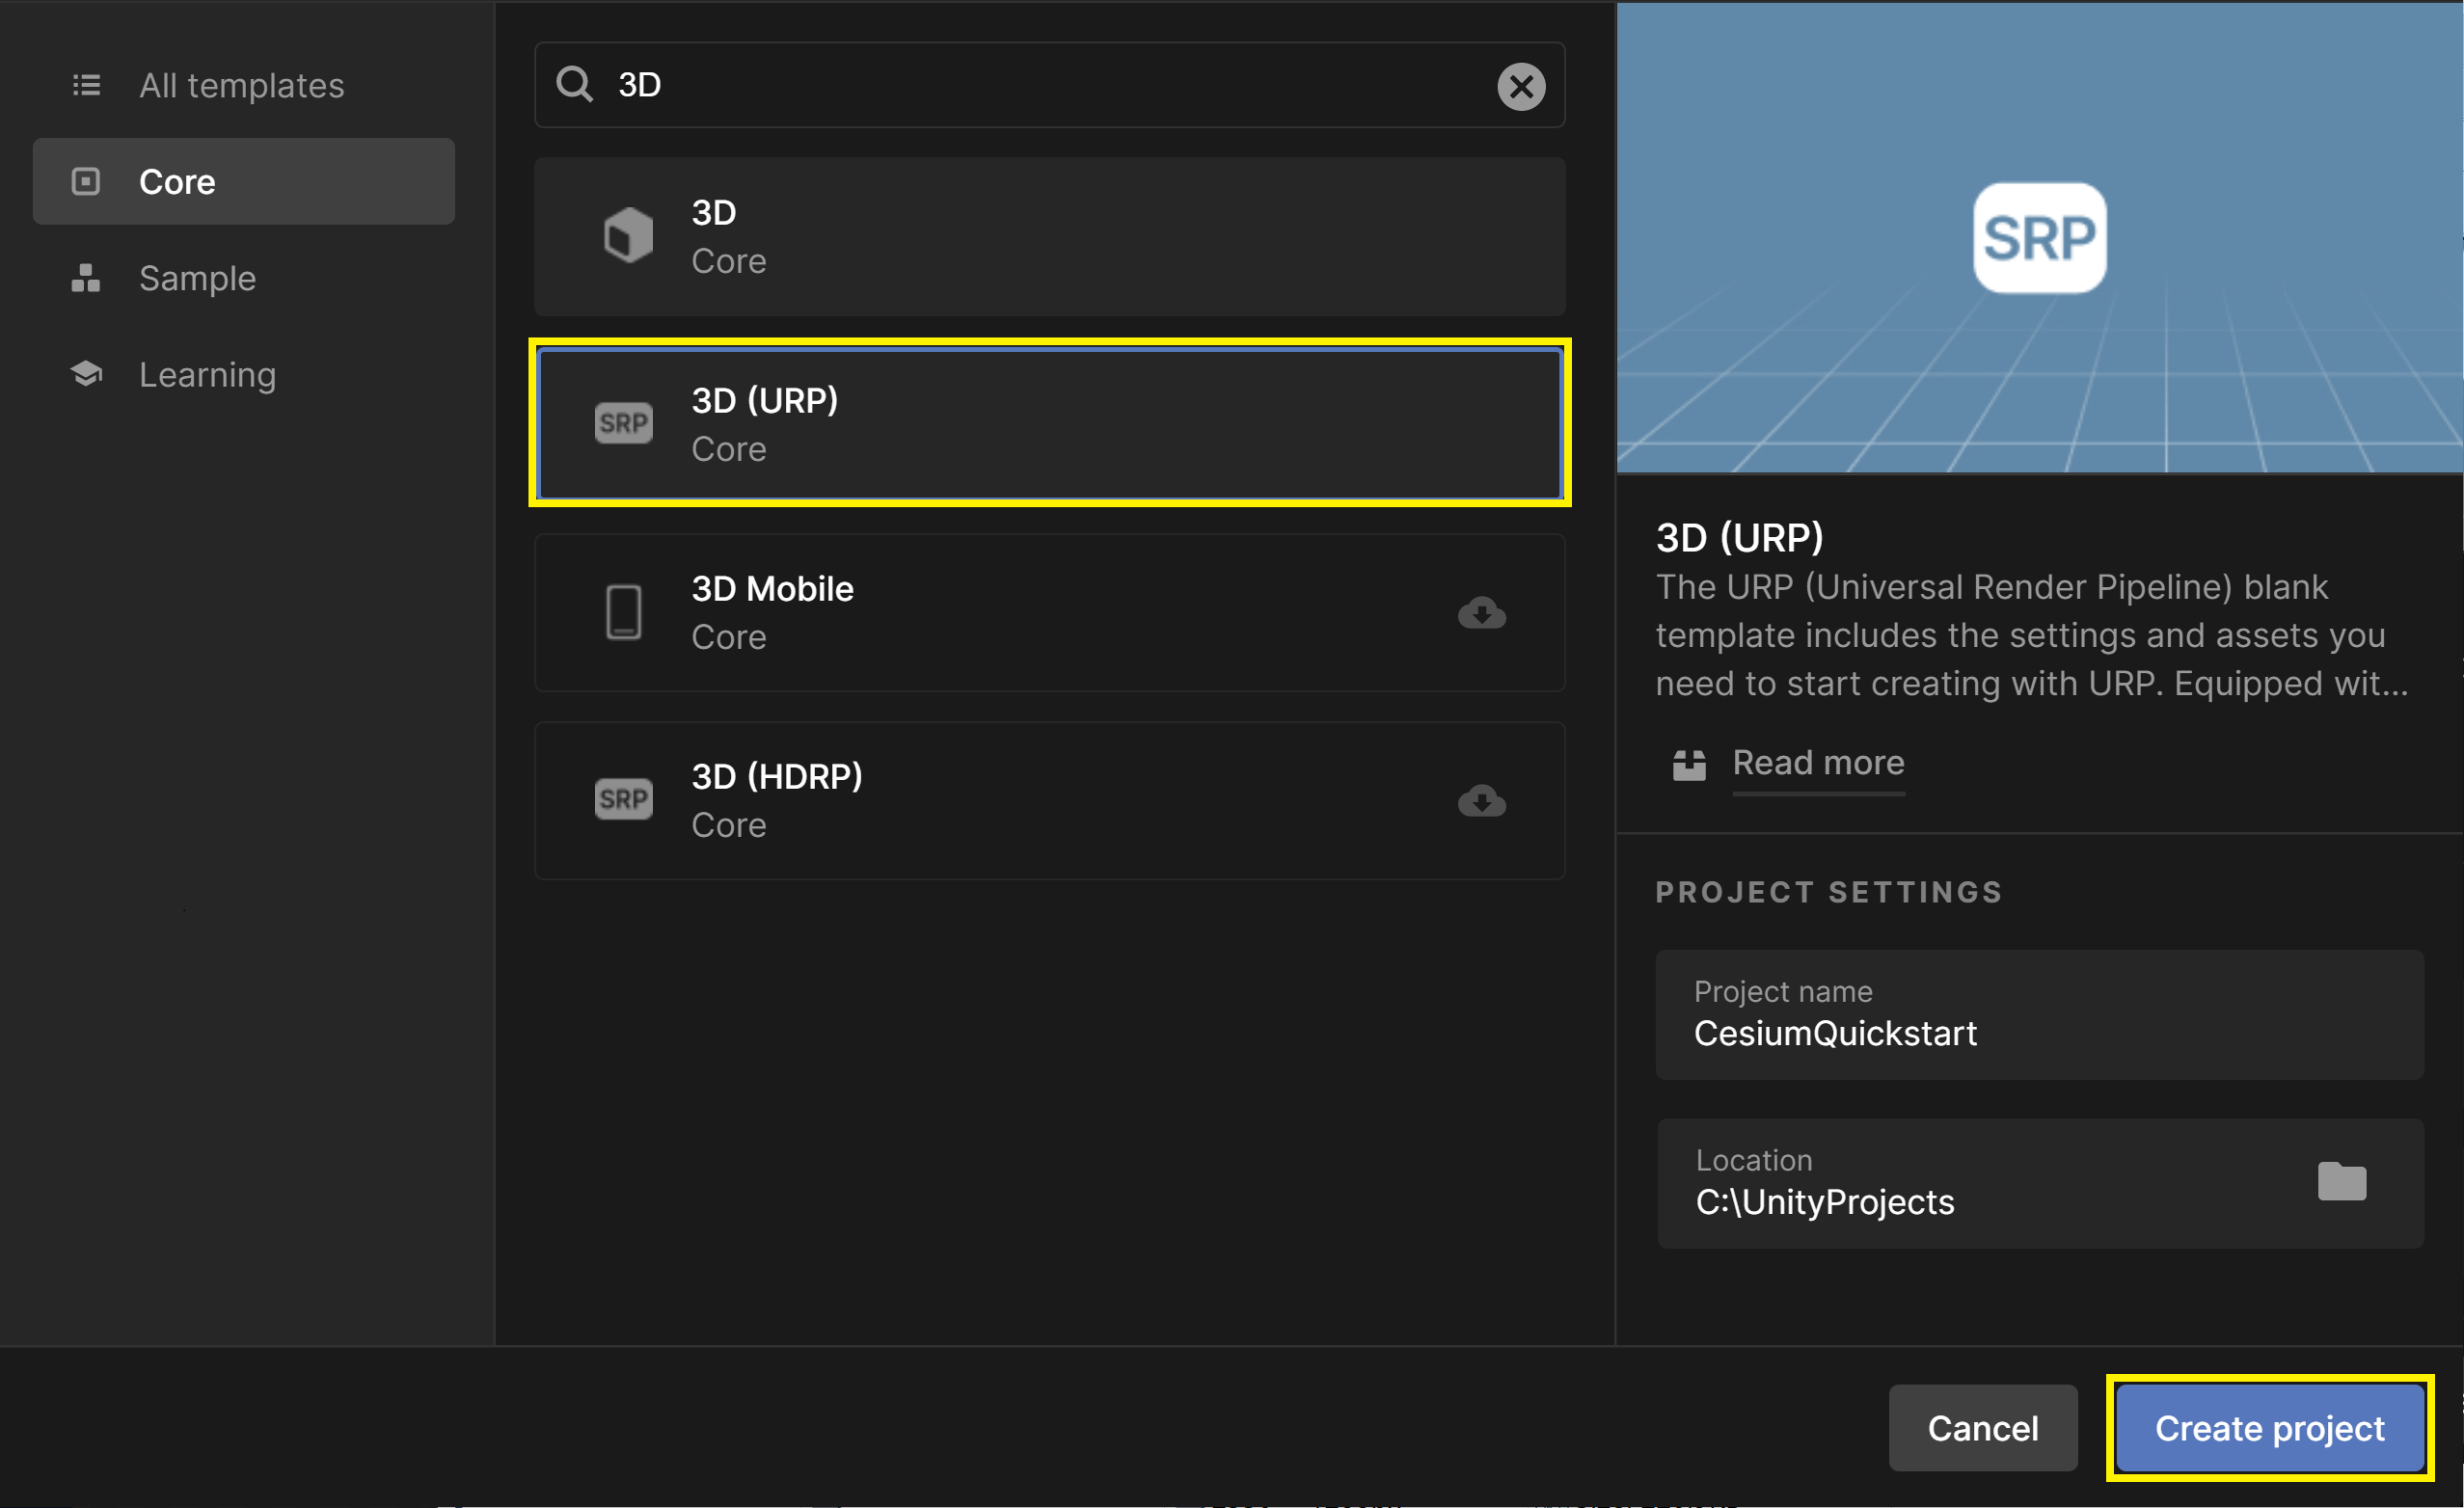 All templates
Core
Sample
Learning
3D
3D
Core
SRP
3D (URP)
Core
3D Mobile
Core
SRP
3D (HDRP)
Core
SRP
3D (URP)
The URP (Universal Render Pipeline) blank
template includes the settings and assets you
need to start creating with URP. Equipped wit...
Read more
PROJECT SETTINGS
Project name
CesiumQuickstart
Location
C:\UnityProjects
Cancel
Create project